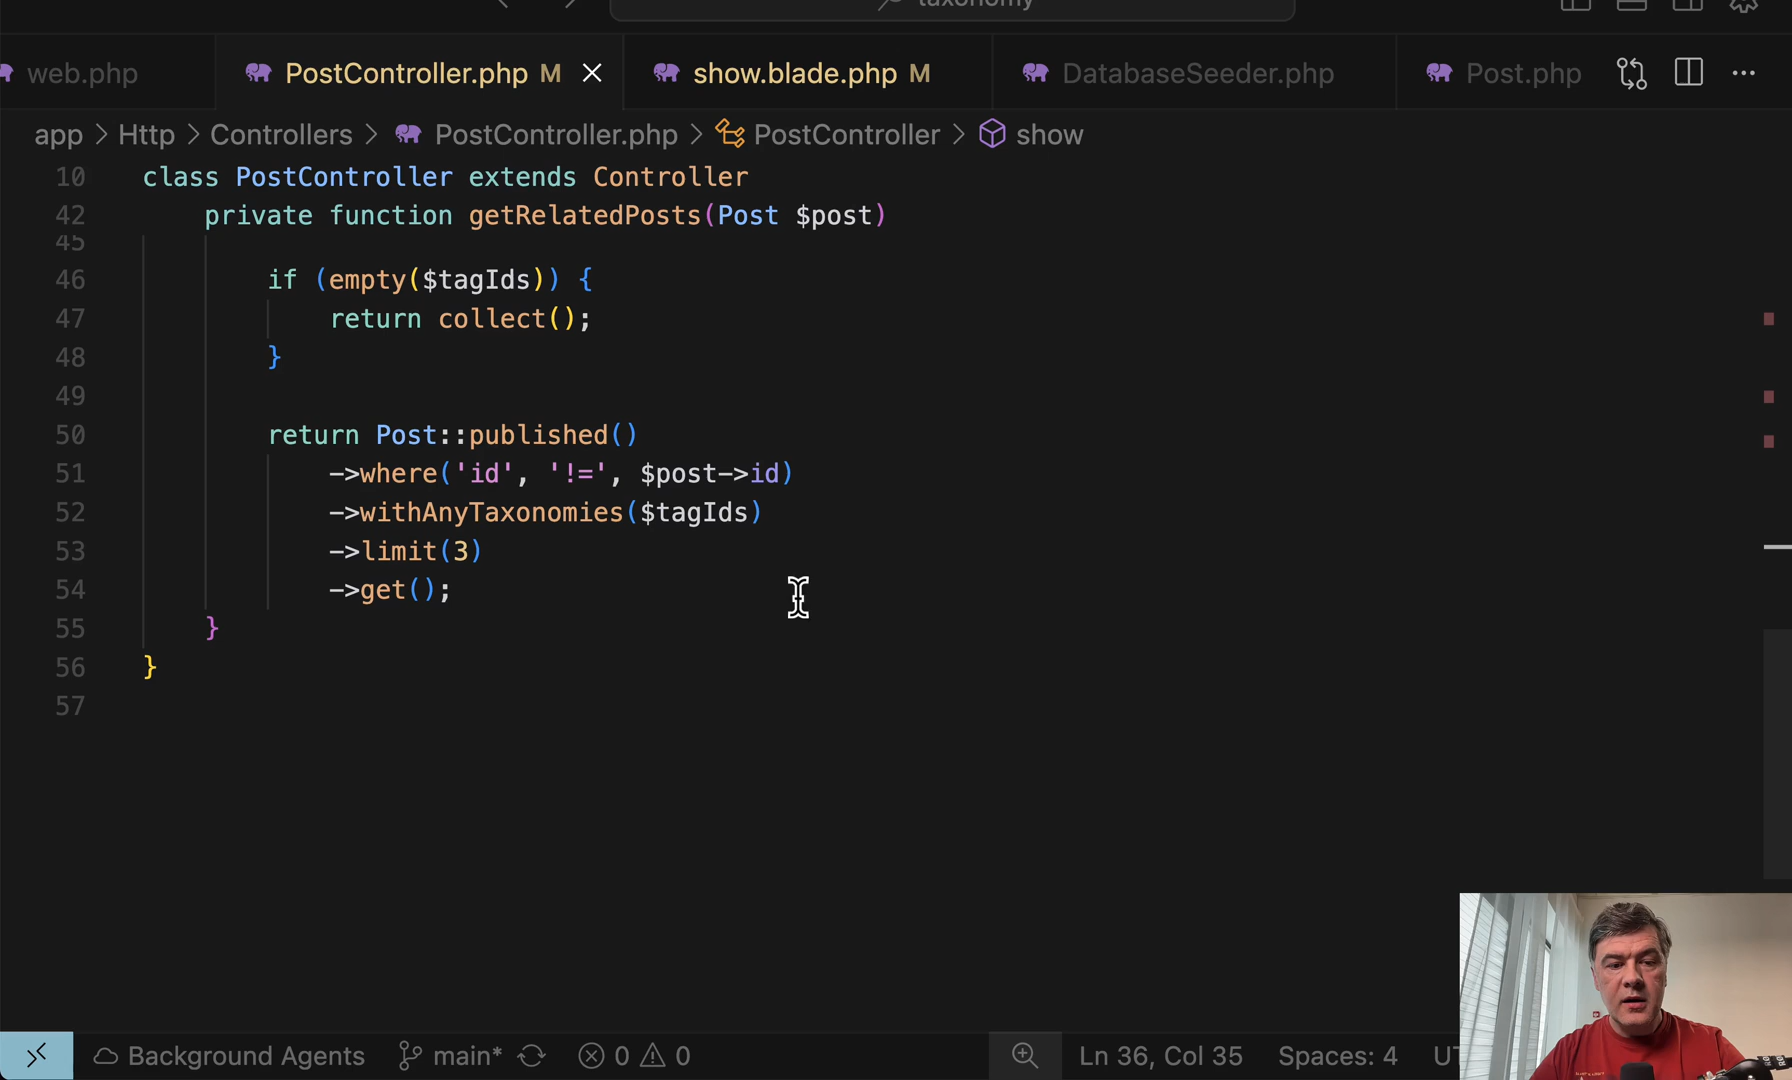 taxonomy
web.php
PostController.php M
show.blade.php M
DatabaseSeeder.php
Post.php
app > Http > Controllers > PostController.php > PostController > show
10 class PostController extends Controller
42 private function getRelatedPosts(Post $post)
45
46 if (empty($tagIds)) {
47 return collect();
48 }
49
50 return Post::published()
51 ->where('id', '!=', $post->id)
52 ->withAnyTaxonomies($tagIds)
53 ->limit(3)
54 ->get();
55 }
56 }
57
Background Agents main* 0 0 Ln 36, Col 35 Spaces: 4 UT